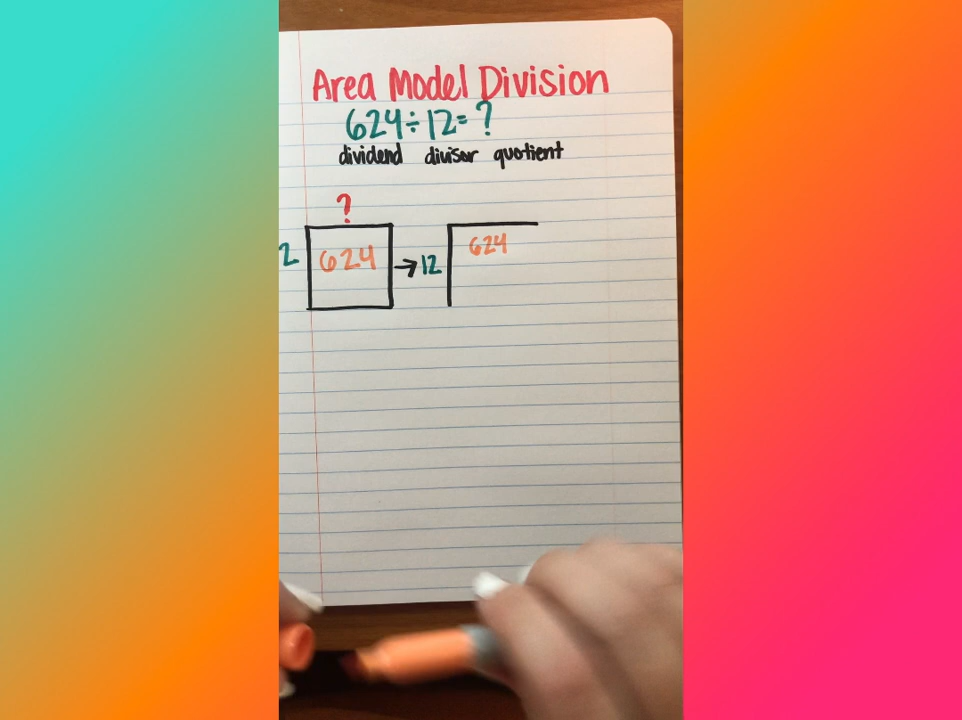 Area Model Division
624÷12= ?
dividend divisor quotient
?
2 624 →12 624